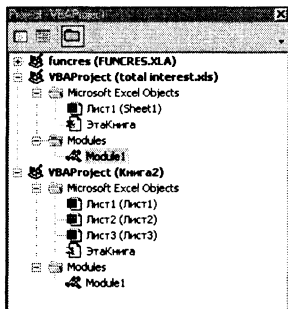 Project - VBAProject
funcres (FUNCRES.XLA)
VBAProject (total interest.xls)
Microsoft Excel Objects
Лист1 (Sheet1)
ЭтаКнига
Modules
Module1
VBAProject (Книга2)
Microsoft Excel Objects
Лист1 (Лист1)
Лист2 (Лист2)
Лист3 (Лист3)
ЭтаКнига
Modules
Module1